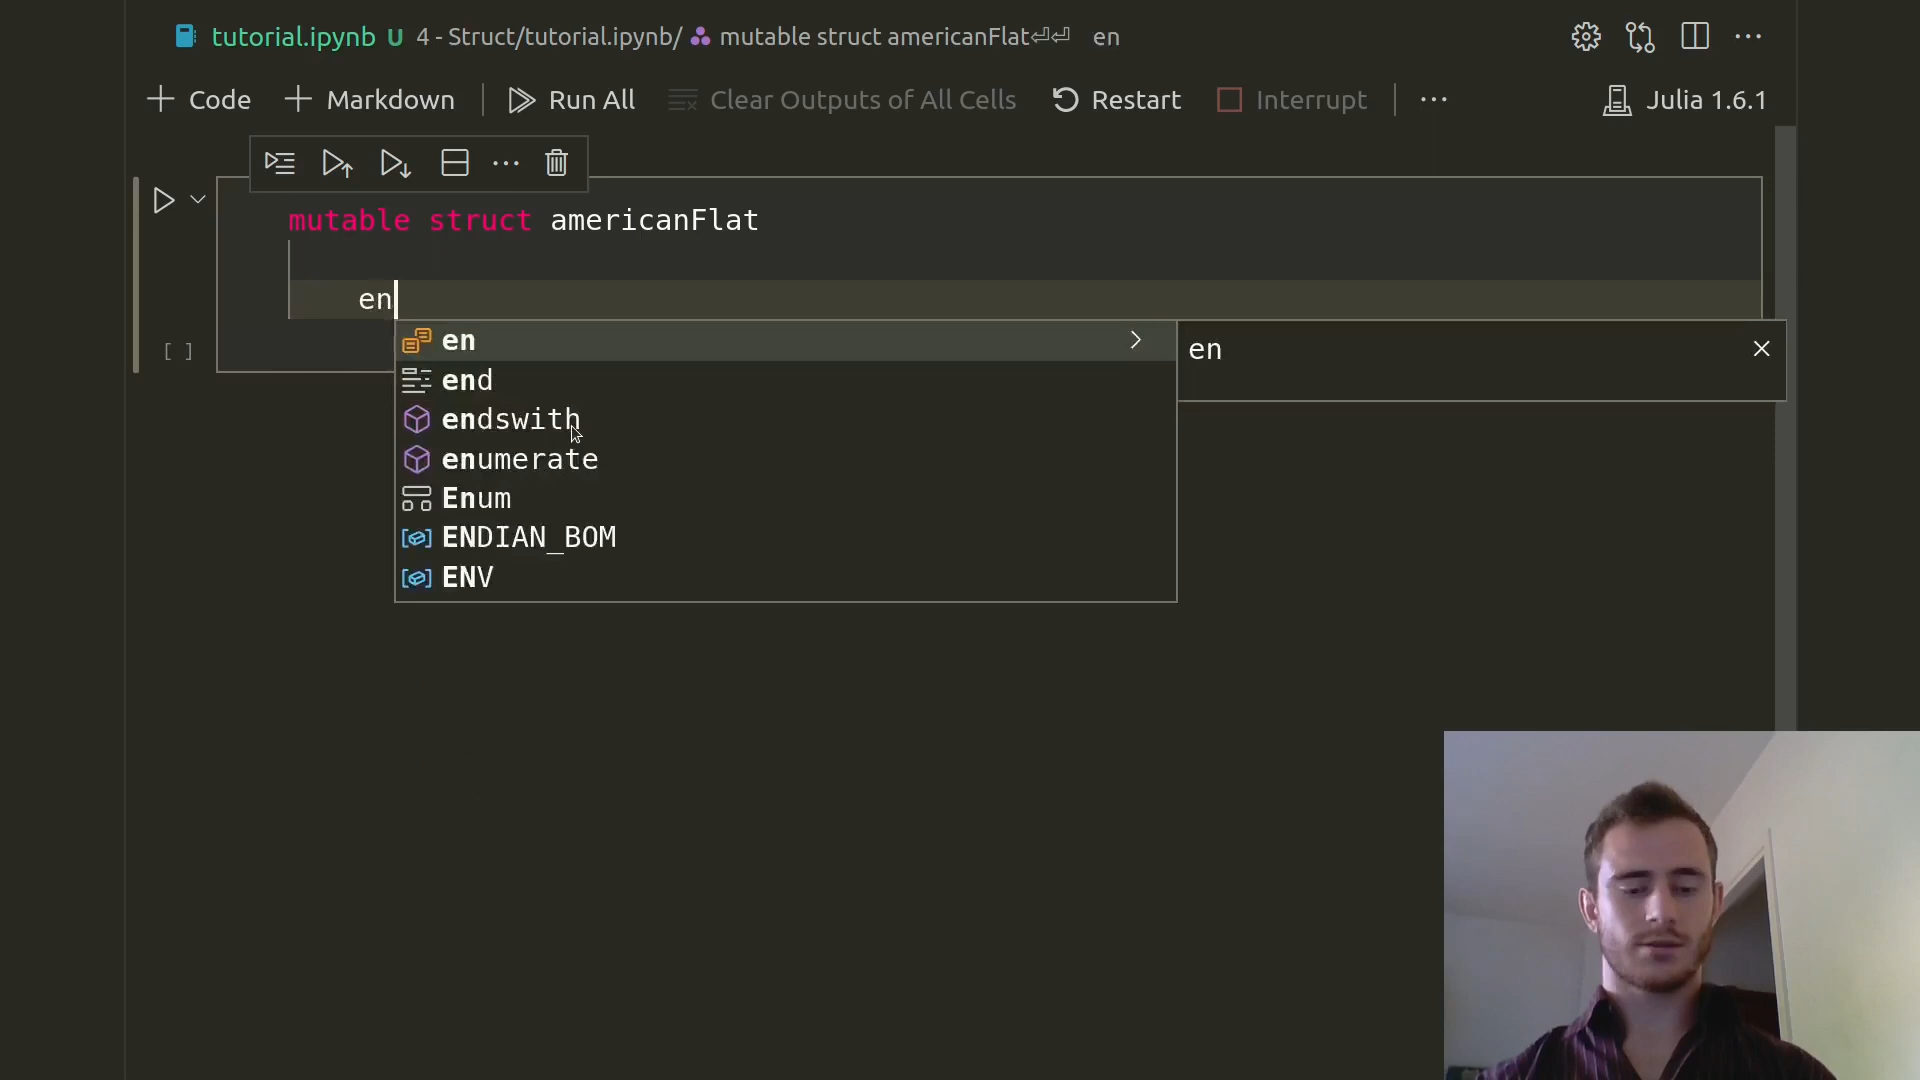 tutorial.ipynb U 4 - Struct/tutorial.ipynb/ mutable struct americanFlat⏎⏎ en
Code Markdown Run All Clear Outputs of All Cells Restart Interrupt Julia 1.6.1
mutable struct americanFlat
en
[ ]
en
en
end
endswith
enumerate
Enum
ENDIAN_BOM
ENV